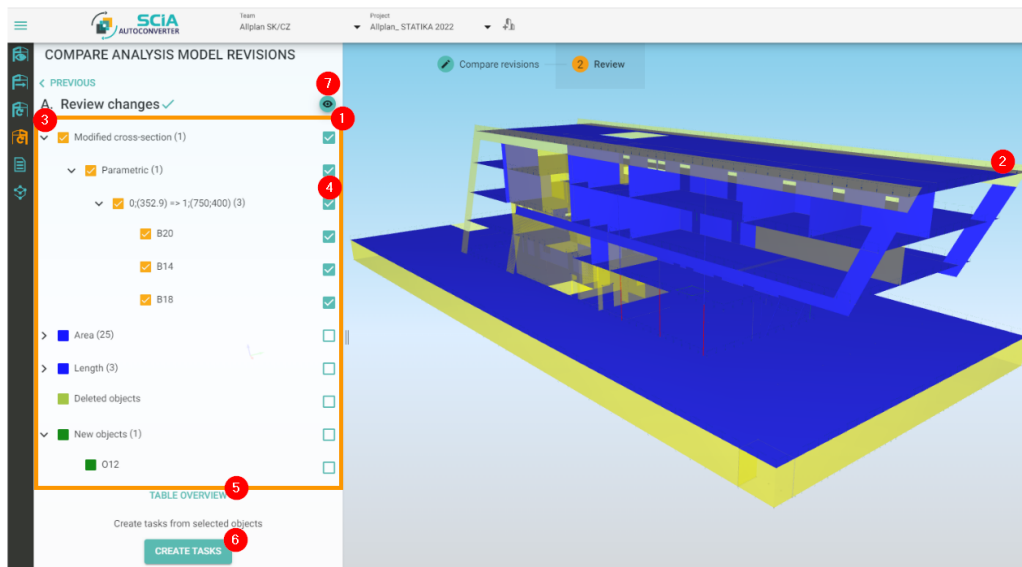 SCiA
AUTOCONVERTER
Team
Allplan SK/CZ
Project
Allplan_ STATIKA 2022
COMPARE ANALYSIS MODEL REVISIONS
Compare revisions
2 Review
PREVIOUS
7
A. Review changes
3
1
Modified cross-section (1)
2
Parametric (1)
4
0;(352.9) => 1;(750;400) (3)
B20
B14
B18
Area (25)
Length (3)
Deleted objects
New objects (1)
O12
TABLE OVERVIEW
5
Create tasks from selected objects
6
CREATE TASKS